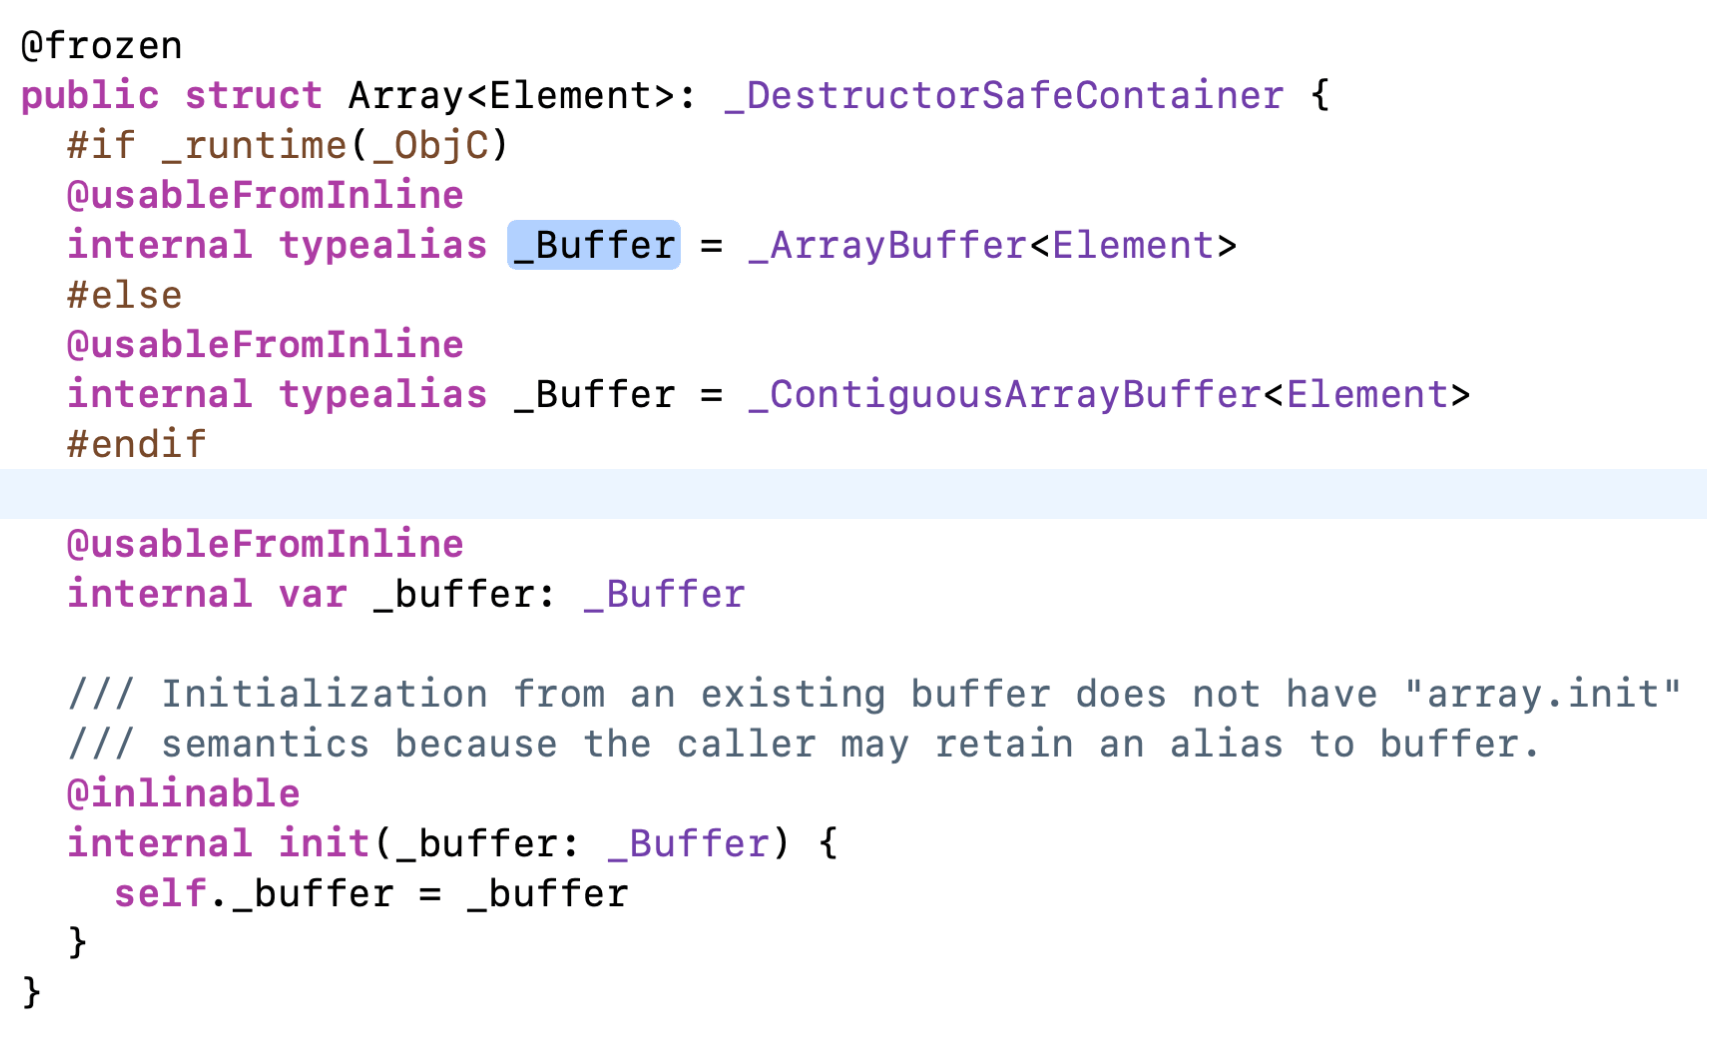 @frozen
public struct Array<Element>: _DestructorSafeContainer {
  #if _runtime(_ObjC)
  @usableFromInline
  internal typealias _Buffer = _ArrayBuffer<Element>
  #else
  @usableFromInline
  internal typealias _Buffer = _ContiguousArrayBuffer<Element>
  #endif

  @usableFromInline
  internal var _buffer: _Buffer

  /// Initialization from an existing buffer does not have "array.init"
  /// semantics because the caller may retain an alias to buffer.
  @inlinable
  internal init(_buffer: _Buffer) {
    self._buffer = _buffer
  }
}